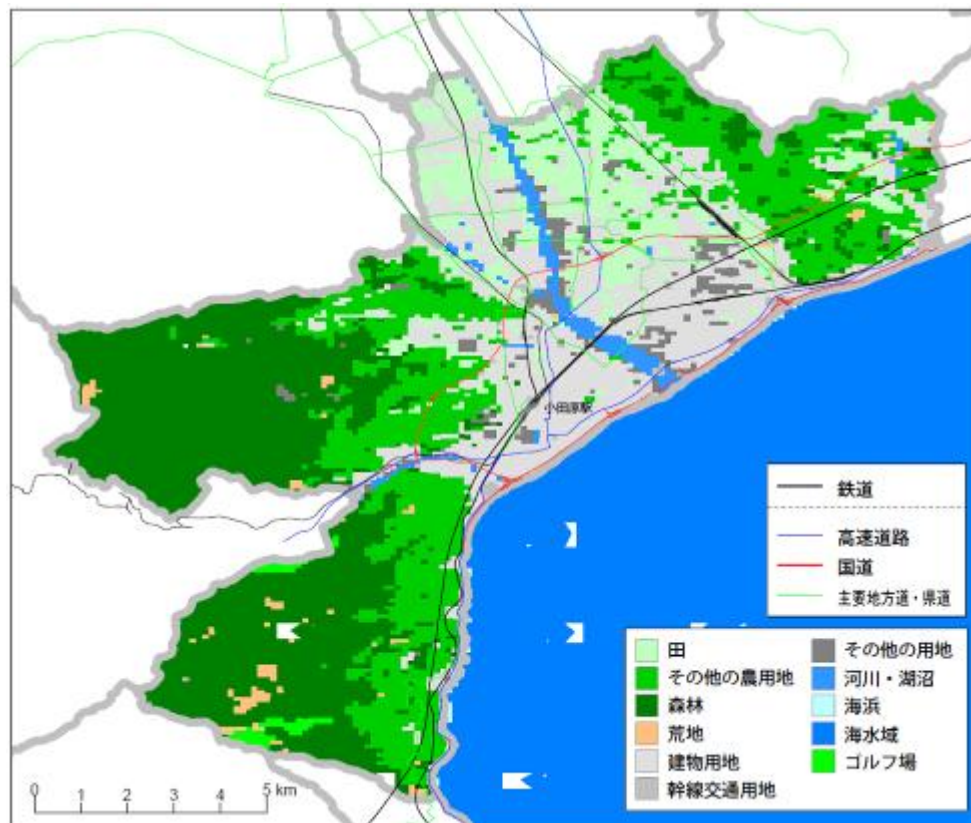 小田原駅
鉄道
高速道路
国道
主要地方道・県道
田
その他の農用地
森林
荒地
建物用地
幹線交通用地
その他の用地
河川・湖沼
海浜
海水域
ゴルフ場
0 1 2 3 4 5 km